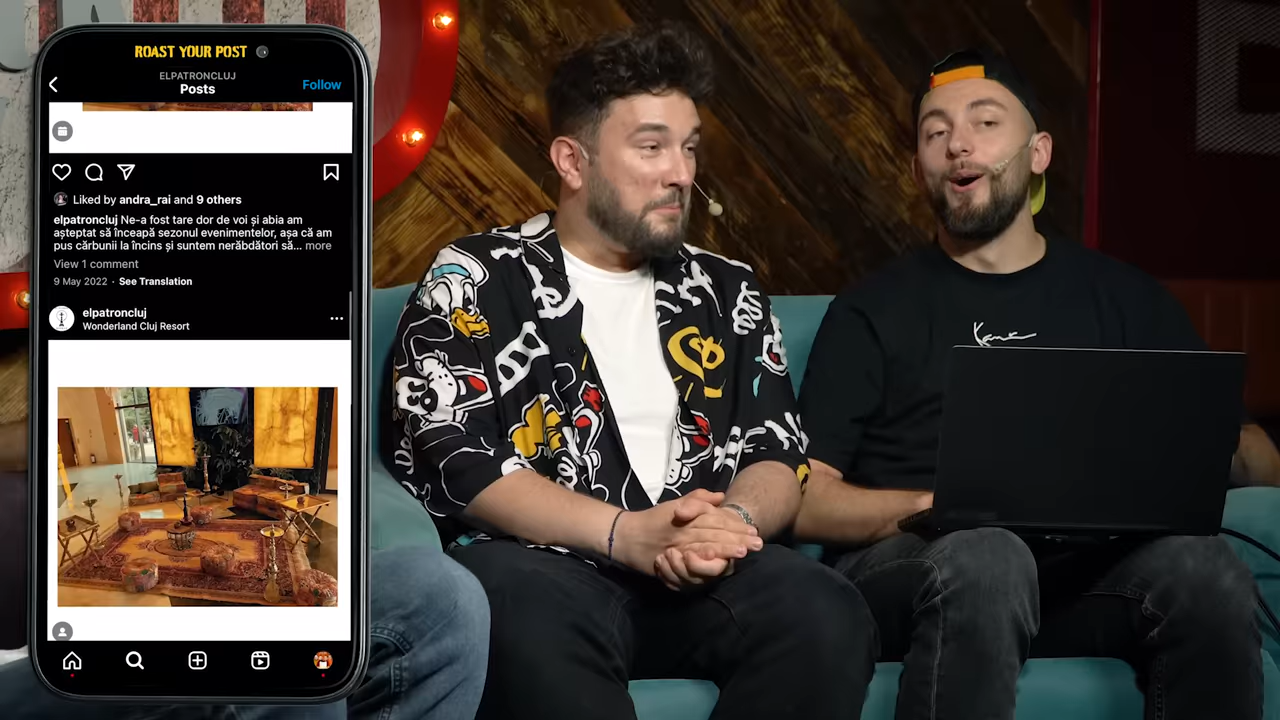 ROAST YOUR POST
ELPATRONCLUJ
Posts
Follow
Liked by andra_rai and 9 others
elpatroncluj Ne-a fost tare dor de voi și abia am
așteptat să înceapă sezonul evenimentelor, așa că am
pus cărbunii la încins și suntem nerăbdători să... more
View 1 comment
9 May 2022 · See Translation
elpatroncluj
Wonderland Cluj Resort